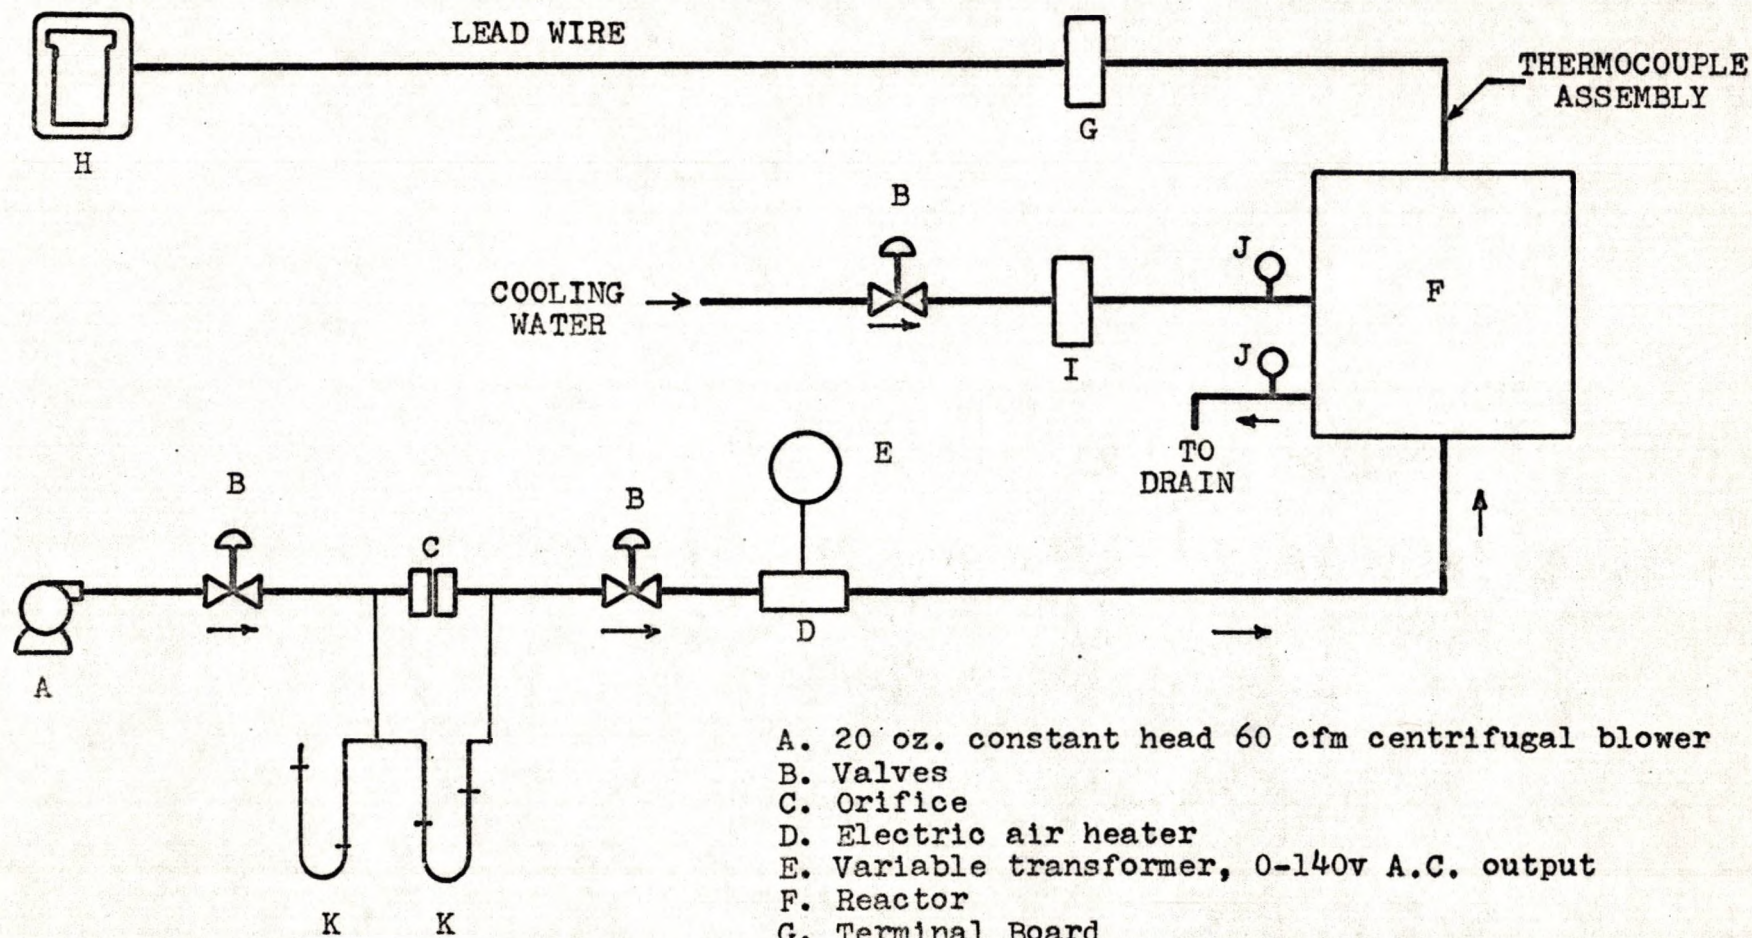 LEAD WIRE
THERMOCOUPLE
ASSEMBLY
G
H
B
J
COOLING
WATER
F
I
J
TO
DRAIN
E
B
B
C
D
A
A. 20 oz. constant head 60 cfm centrifugal blower
B. Valves
C. Orifice
D. Electric air heater
E. Variable transformer, 0-140v A.C. output
F. Reactor
K K
G. Terminal Board